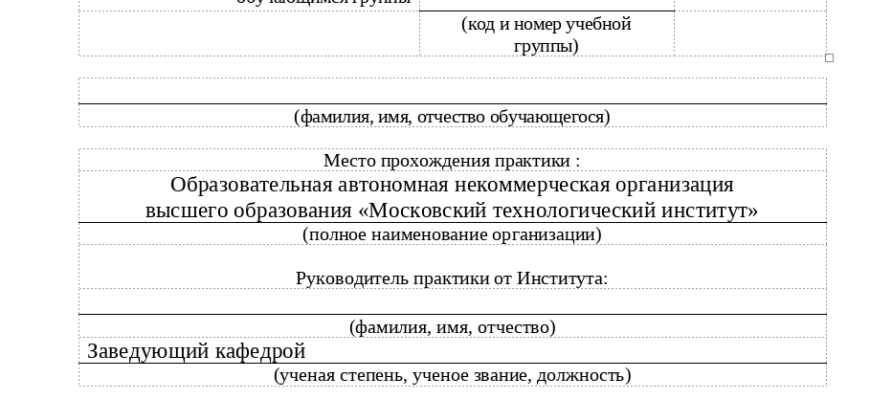 обучающимся группы
(код и номер учебной
группы)
(фамилия, имя, отчество обучающегося)
Место прохождения практики :
Образовательная автономная некоммерческая организация
высшего образования «Московский технологический институт»
(полное наименование организации)
Руководитель практики от Института:
(фамилия, имя, отчество)
Заведующий кафедрой
(ученая степень, ученое звание, должность)